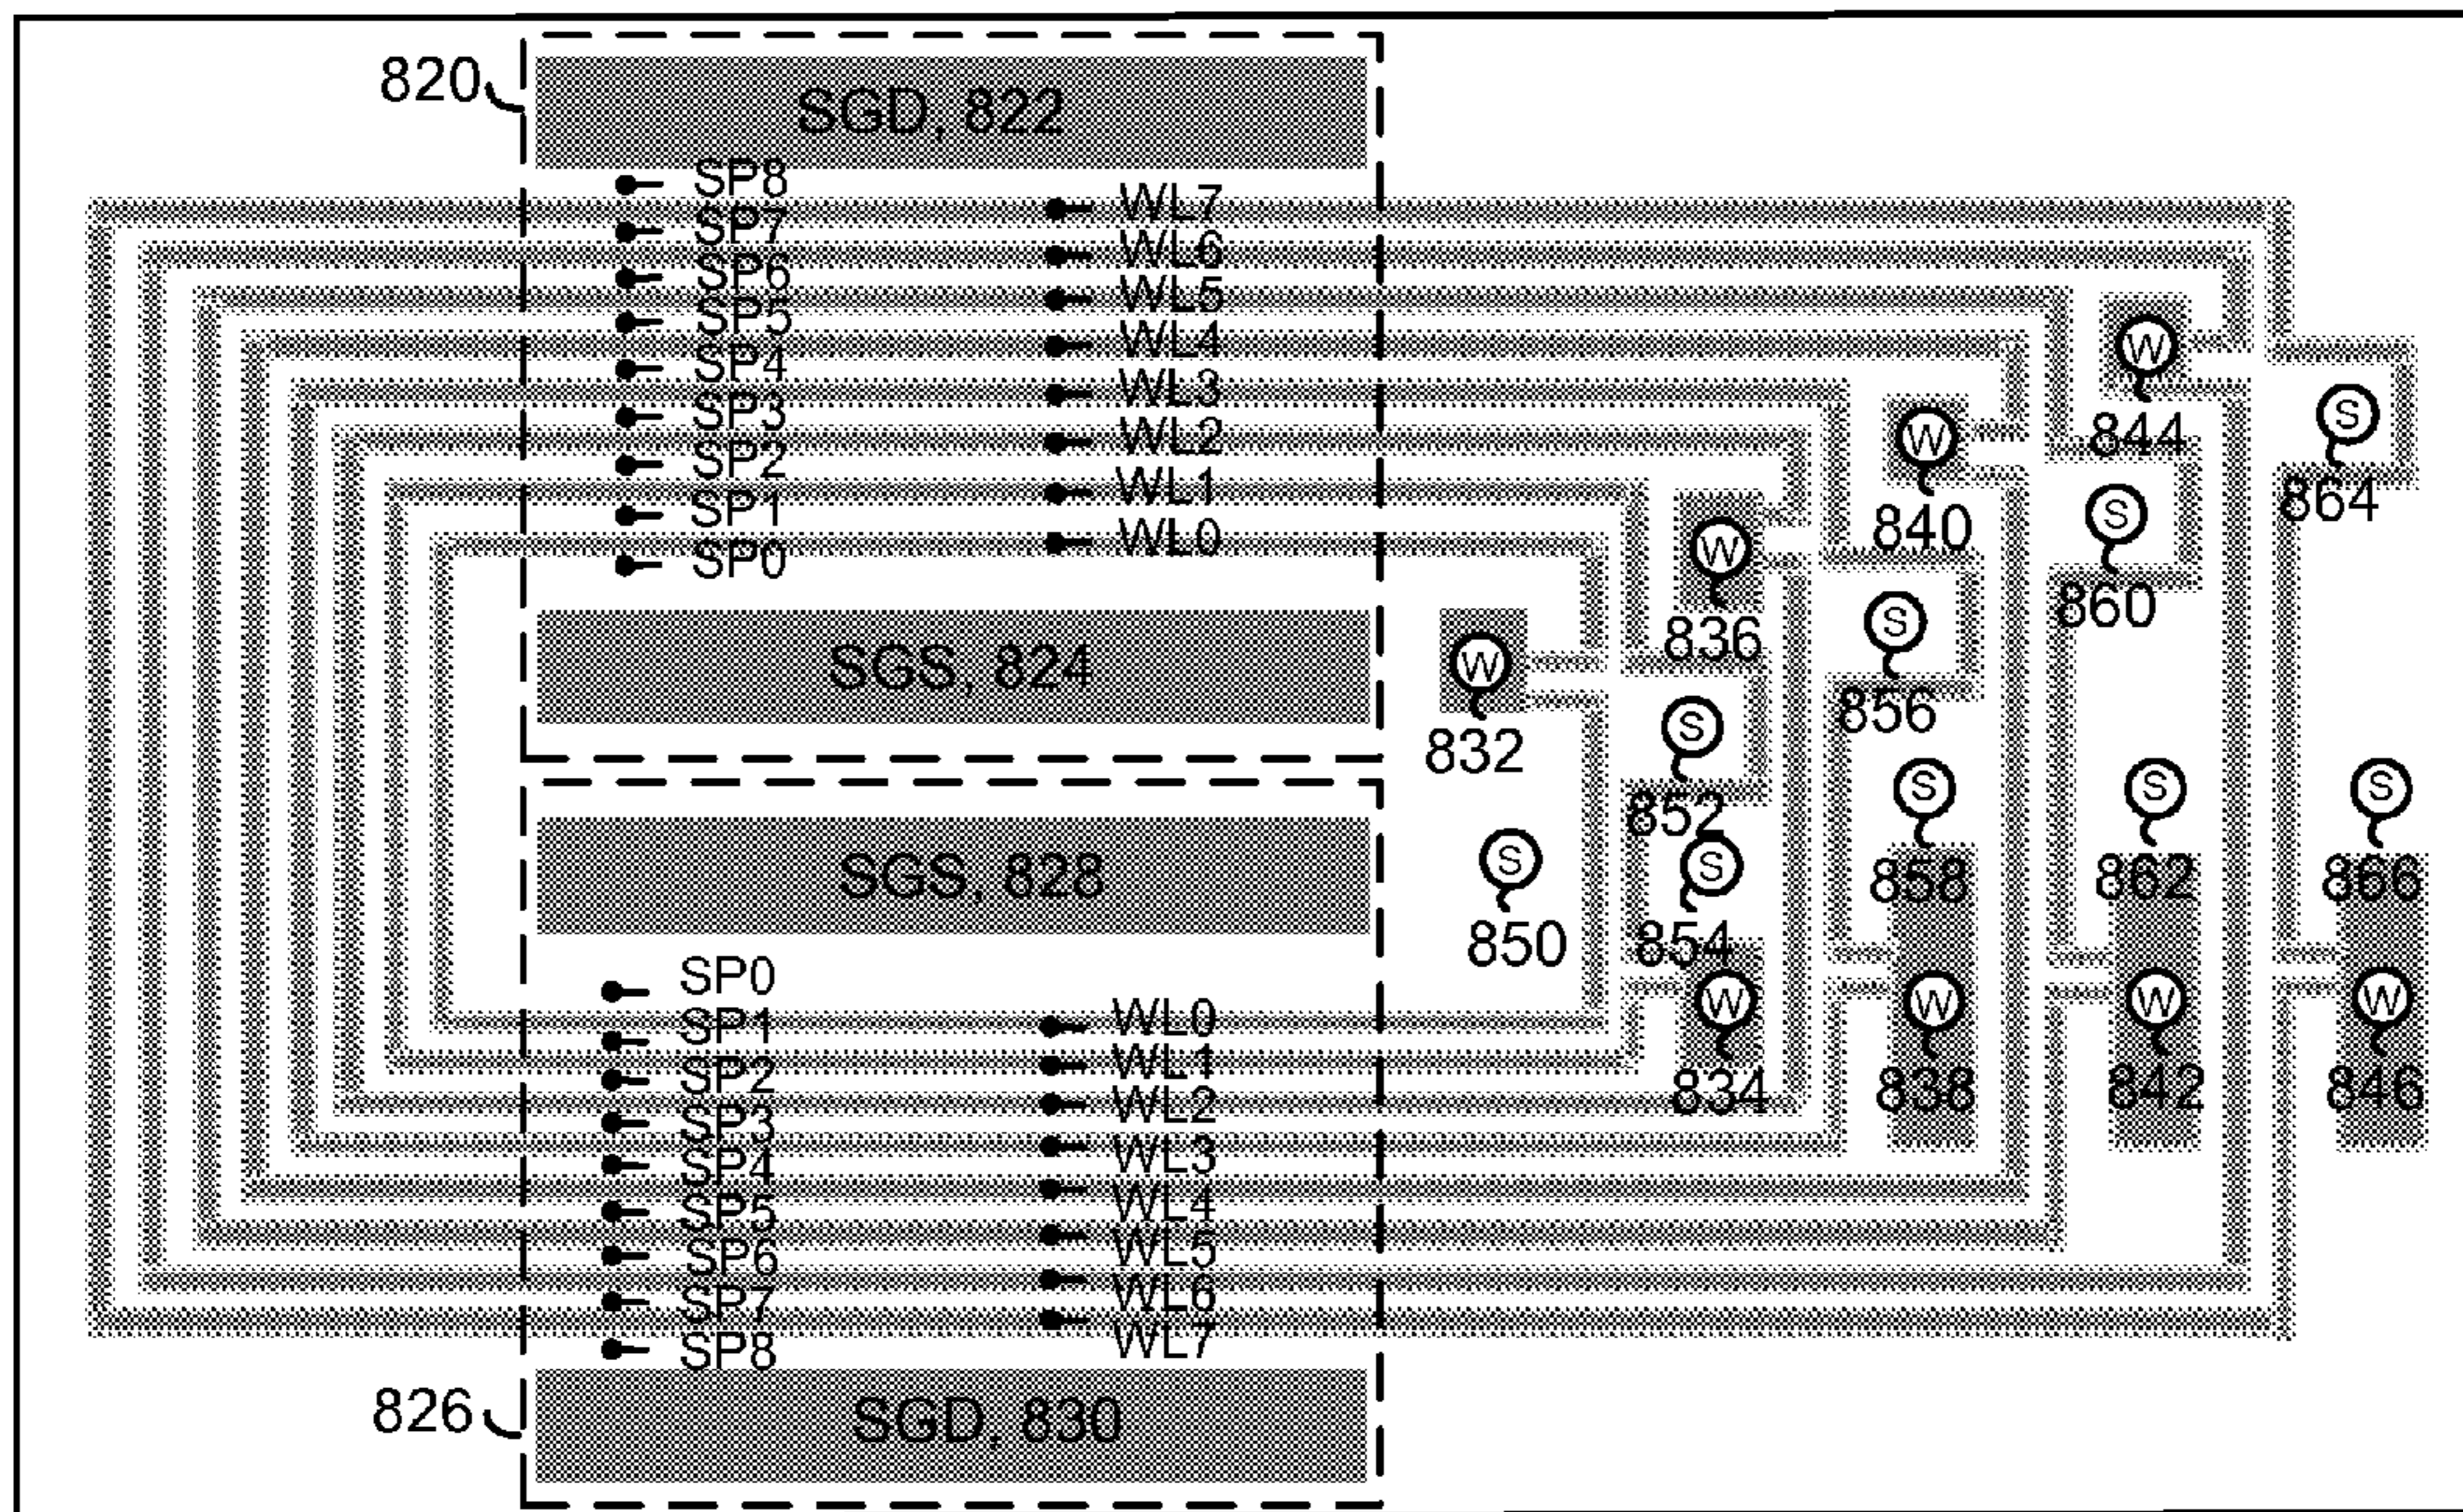 820
SGD, 822
SP8
WL7
SP7
WL6
SP6
WL5
SP5
WL4
W
SP4
WL3
S
844
SP3
W
WL2
864
SP2
WL1
840
S
SP1
W
WL0
SP0
860
836
S
SGS, 824
W
856
832
S
852
S
S
S
SGS, 828
S
S
858
862
866
850
854
SP0
W
W
W
W
WL0
SP1
WL1
SP2
834
838
842
846
WL2
SP3
WL3
SP4
WL4
SP5
WL5
SP6
WL6
SP7
WL7
SP8
826
SGD, 830